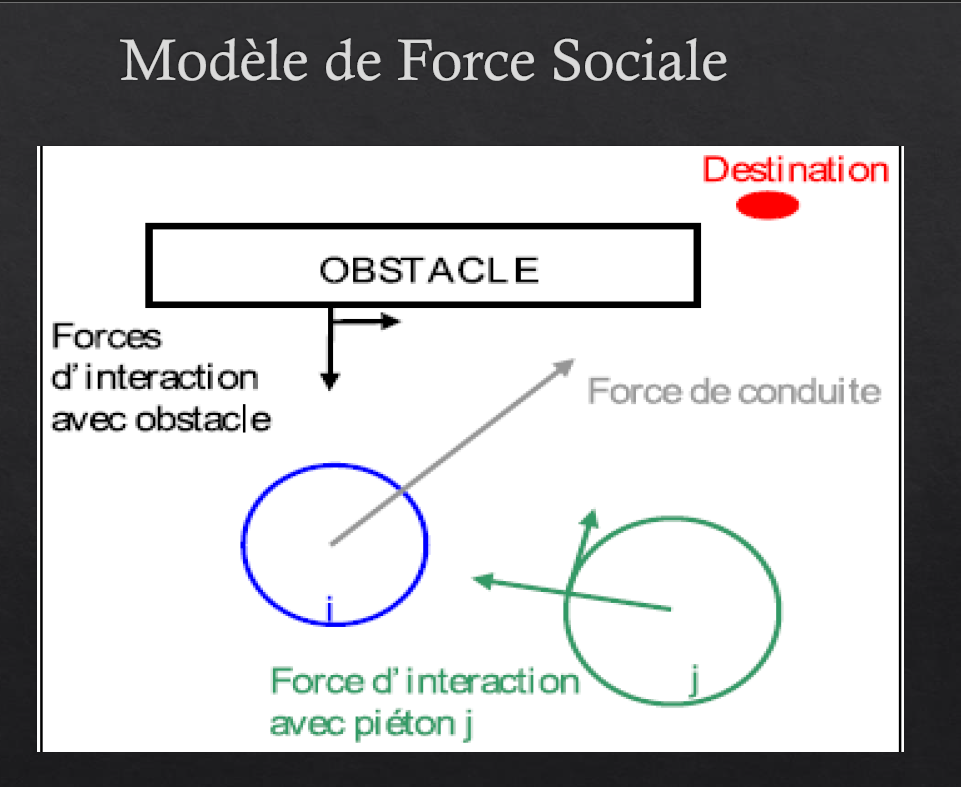 Modèle de Force Sociale
Destination
OBSTACLE
Forces
d'interaction
avec obstacle
Force de conduite
i
j
Force d'interaction
avec piéton j